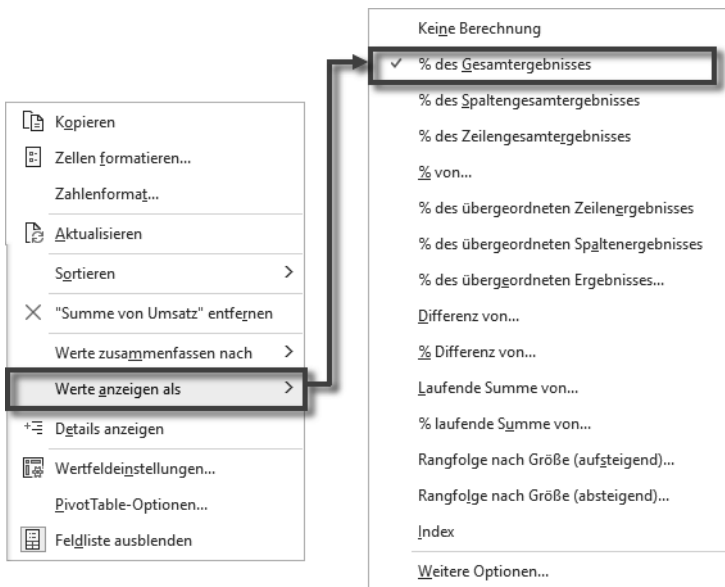 Kopieren
Zellen formatieren...
Zahlenformat...
Aktualisieren
Sortieren
"Summe von Umsatz" entfernen
Werte zusammenfassen nach
Werte anzeigen als
Details anzeigen
Wertfeldeinstellungen...
PivotTable-Optionen...
Feldliste ausblenden
Keine Berechnung
% des Gesamtergebnisses
% des Spaltengesamtergebnisses
% des Zeilengesamtergebnisses
% von...
% des übergeordneten Zeilenergebnisses
% des übergeordneten Spaltenergebnisses
% des übergeordneten Ergebnisses...
Differenz von...
% Differenz von...
Laufende Summe von...
% laufende Summe von...
Rangfolge nach Größe (aufsteigend)...
Rangfolge nach Größe (absteigend)...
Index
Weitere Optionen...